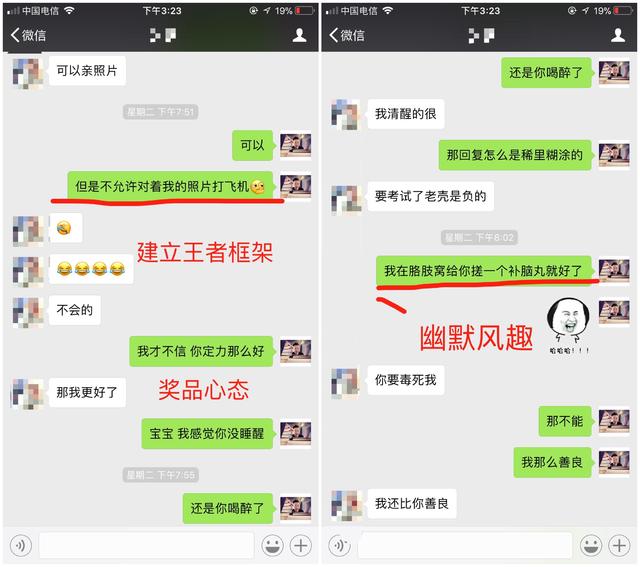 中国电信
下午3:23
19%
微信
可以亲照片
星期二 下午7:51
可以
但是不允许对着我的照片打飞机
建立王者框架
不会的
我才不信 你定力那么好
那我更好了
奖品心态
宝宝 我感觉你没睡醒
星期二 下午7:55
还是你喝醉了
中国电信
下午3:23
19%
微信
还是你喝醉了
我清醒的很
那回复怎么是稀里糊涂的
要考试了老壳是负的
星期二 下午8:02
我在胳肢窝给你搓一个补脑丸就好了
哈哈哈!!!
幽默风趣
你要毒死我
那不能
我那么善良
我还比你善良